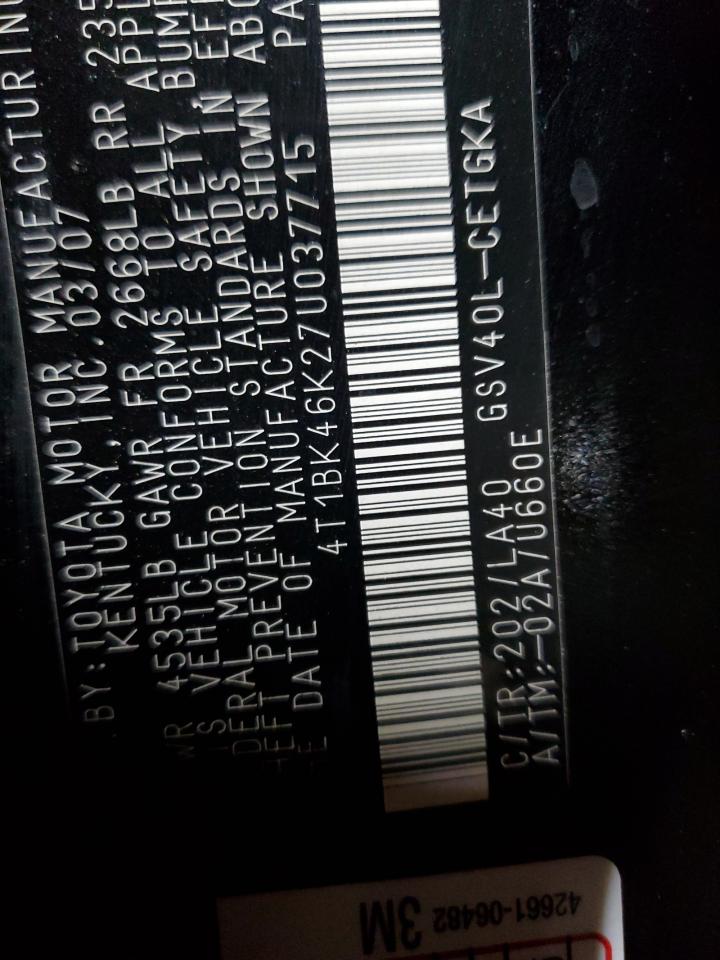 BY:TOYOTA MOTOR MANUFACTURING
KENTUCKY, INC. 03/07
4535LB GAWR FR 2668LB RR 235
VEHICLE CONFORMS TO ALL APPL
MOTOR VEHICLE SAFETY, BUMP
THEFT PREVENTION STANDARDS IN EFF
DATE OF MANUFACTURE SHOWN ABO
4T1BK46K27U037715 PA
C/TR:202/LA40 GSV40L-CETGKA
A/TM:-02A/U660E
42661-06482
3M